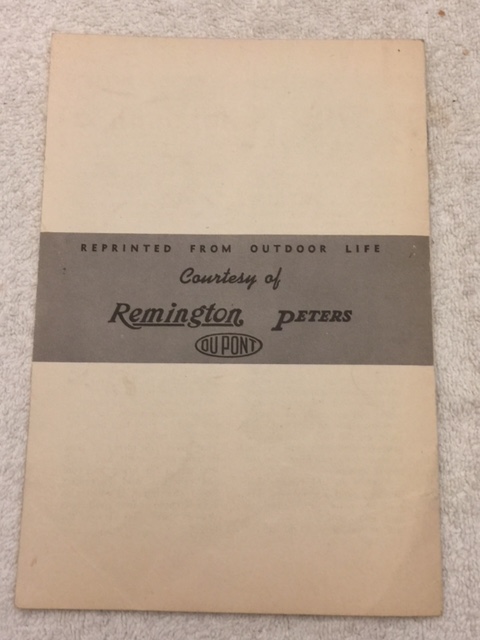 REPRINTED FROM OUTDOOR LIFE
Courtesy of
Remington PETERS
DU PONT